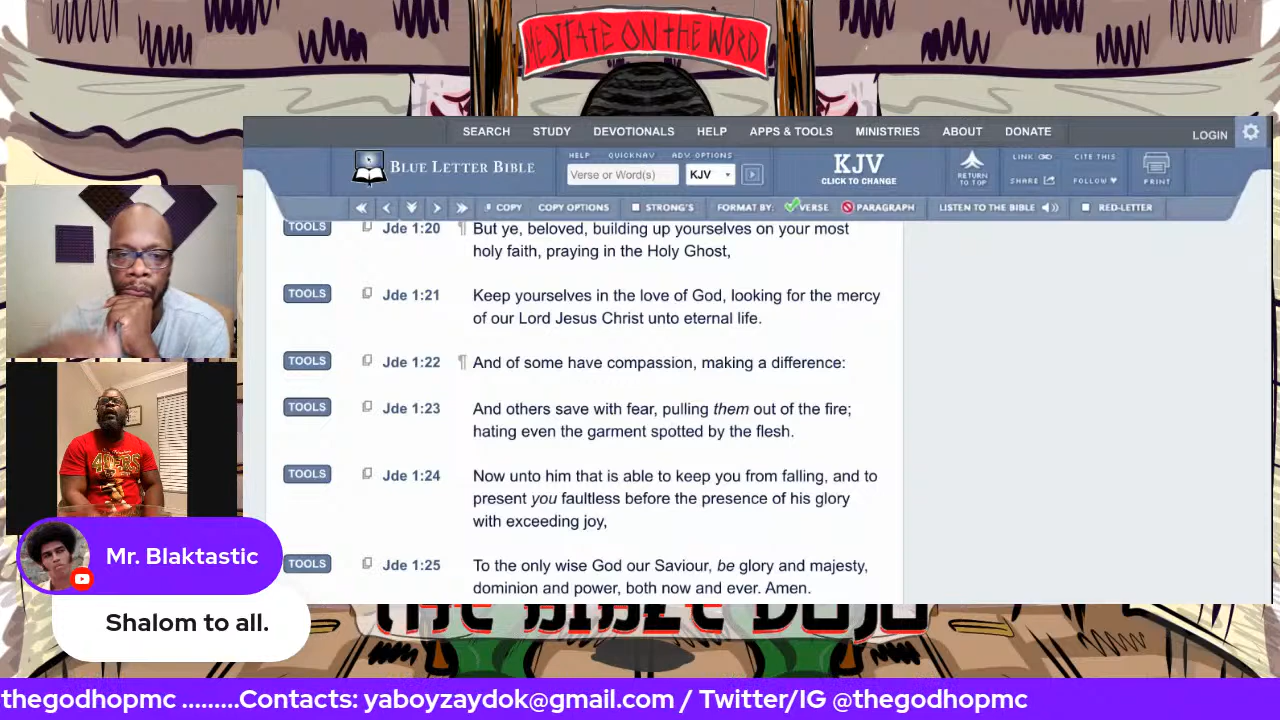 MEDITATE ON THE WORD
SEARCH STUDY DEVOTIONALS HELP APPS & TOOLS MINISTRIES ABOUT DONATE LOGIN
HELP QUICKNAV ADV. OPTIONS
BLUE LETTER BIBLE
Verse or Word(s) KJV
KJV
CLICK TO CHANGE
RETURN
TO TOP
LINK CITE THIS
SHARE FOLLOW
PRINT
COPY COPY OPTIONS STRONG'S FORMAT BY: VERSE PARAGRAPH LISTEN TO THE BIBLE RED-LETTER
TOOLS Jde 1:20 ¶ But ye, beloved, building up yourselves on your most
holy faith, praying in the Holy Ghost,
TOOLS Jde 1:21 Keep yourselves in the love of God, looking for the mercy
of our Lord Jesus Christ unto eternal life.
TOOLS Jde 1:22 ¶ And of some have compassion, making a difference:
TOOLS Jde 1:23 And others save with fear, pulling them out of the fire;
hating even the garment spotted by the flesh.
TOOLS Jde 1:24 Now unto him that is able to keep you from falling, and to
present you faultless before the presence of his glory
with exceeding joy,
TOOLS Jde 1:25 To the only wise God our Saviour, be glory and majesty,
dominion and power, both now and ever. Amen.
49ERS
Mr. Blaktastic
Shalom to all.
THE BIBLE DOJO
thegodhopmc .........Contacts: yaboyzaydok@gmail.com / Twitter/IG @thegodhopmc